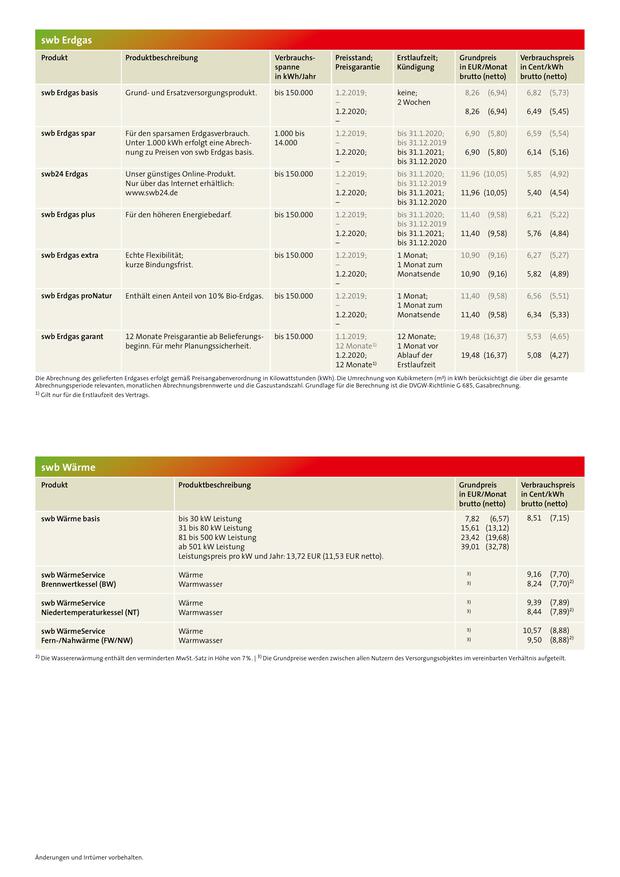 swb Erdgas
Produkt Produktbeschreibung Verbrauchs- Preisstand; Erstlaufzeit; Grundpreis Verbrauchspreis
spanne Preisgarantie Kündigung in EUR/Monat in Cent/kWh
in kWh/Jahr brutto (netto) brutto (netto)
swb Erdgas basis Grund- und Ersatzversorgungsprodukt. bis 150.000 1.2.2019; keine; 8,26 (6,94) 6,82 (5,73)
– 2 Wochen
1.2.2020; 8,26 (6,94) 6,49 (5,45)
–
swb Erdgas spar Für den sparsamen Erdgasverbrauch. 1.000 bis 1.2.2019; bis 31.1.2020; 6,90 (5,80) 6,59 (5,54)
Unter 1.000 kWh erfolgt eine Abrech- 14.000 – bis 31.12.2019
nung zu Preisen von swb Erdgas basis. 1.2.2020; bis 31.1.2021; 6,90 (5,80) 6,14 (5,16)
– bis 31.12.2020
swb24 Erdgas Unser günstiges Online-Produkt. bis 150.000 1.2.2019; bis 31.1.2020; 11,96 (10,05) 5,85 (4,92)
Nur über das Internet erhältlich: – bis 31.12.2019
www.swb24.de 1.2.2020; bis 31.1.2021; 11,96 (10,05) 5,40 (4,54)
– bis 31.12.2020
swb Erdgas plus Für den höheren Energiebedarf. bis 150.000 1.2.2019; bis 31.1.2020; 11,40 (9,58) 6,21 (5,22)
– bis 31.12.2019
1.2.2020; bis 31.1.2021; 11,40 (9,58) 5,76 (4,84)
– bis 31.12.2020
swb Erdgas extra Echte Flexibilität; bis 150.000 1.2.2019; 1 Monat; 10,90 (9,16) 6,27 (5,27)
kurze Bindungsfrist. – 1 Monat zum
1.2.2020; Monatsende 10,90 (9,16) 5,82 (4,89)
–
swb Erdgas proNatur Enthält einen Anteil von 10 % Bio-Erdgas. bis 150.000 1.2.2019; 1 Monat; 11,40 (9,58) 6,56 (5,51)
– 1 Monat zum
1.2.2020; Monatsende 11,40 (9,58) 6,34 (5,33)
–
swb Erdgas garant 12 Monate Preisgarantie ab Belieferungs- bis 150.000 1.1.2019; 12 Monate; 19,48 (16,37) 5,53 (4,65)
beginn. Für mehr Planungssicherheit. 12 Monate¹⁾ 1 Monat vor
1.2.2020; Ablauf der 19,48 (16,37) 5,08 (4,27)
12 Monate¹⁾ Erstlaufzeit
Die Abrechnung des gelieferten Erdgases erfolgt gemäß Preisangabenverordnung in Kilowattstunden (kWh). Die Umrechnung von Kubikmetern (m³) in kWh berücksichtigt die über die gesamte
Abrechnungsperiode relevanten, monatlichen Abrechnungsbrennwerte und die Gaszustandszahl. Grundlage für die Berechnung ist die DVGW-Richtlinie G 685, Gasabrechnung.
¹⁾ Gilt nur für die Erstlaufzeit des Vertrags.
swb Wärme
Produkt Produktbeschreibung Grundpreis Verbrauchspreis
in EUR/Monat in Cent/kWh
brutto (netto) brutto (netto)
swb Wärme basis bis 30 kW Leistung 7,82 (6,57) 8,51 (7,15)
31 bis 80 kW Leistung 15,61 (13,12)
81 bis 500 kW Leistung 23,42 (19,68)
ab 501 kW Leistung 39,01 (32,78)
Leistungspreis pro kW und Jahr: 13,72 EUR (11,53 EUR netto).
swb WärmeService Wärme ³⁾ 9,16 (7,70)
Brennwertkessel (BW) Warmwasser ³⁾ 8,24 (7,70)²⁾
swb WärmeService Wärme ³⁾ 9,39 (7,89)
Niedertemperaturkessel (NT) Warmwasser ³⁾ 8,44 (7,89)²⁾
swb WärmeService Wärme ³⁾ 10,57 (8,88)
Fern-/Nahwärme (FW/NW) Warmwasser ³⁾ 9,50 (8,88)²⁾
²⁾ Die Wassererwärmung enthält den verminderten MwSt.-Satz in Höhe von 7 %. | ³⁾ Die Grundpreise werden zwischen allen Nutzern des Versorgungsobjektes im vereinbarten Verhältnis aufgeteilt.
Änderungen und Irrtümer vorbehalten.